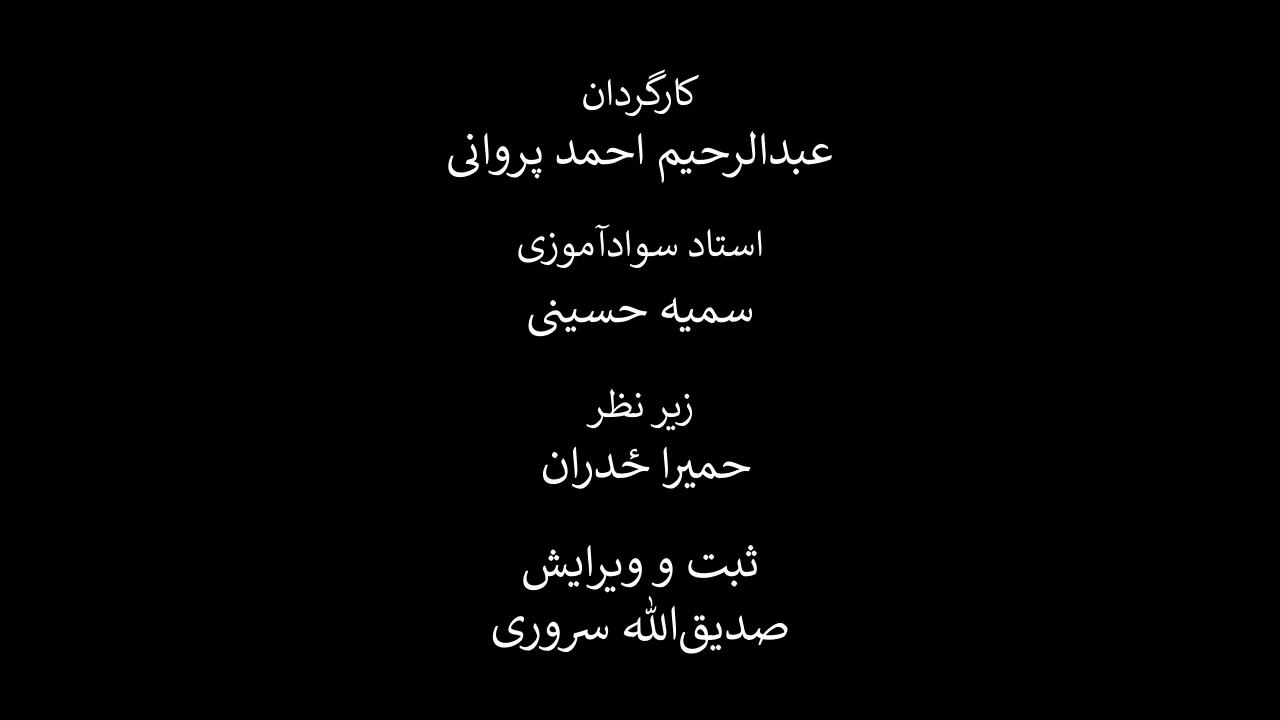 کارگردان
عبدالرحیم احمد پروانی
استاد سوادآموزی
سمیه حسینی
زیر نظر
حمیرا ځدران
ثبت و ویرایش
صدیق‌الله سروری